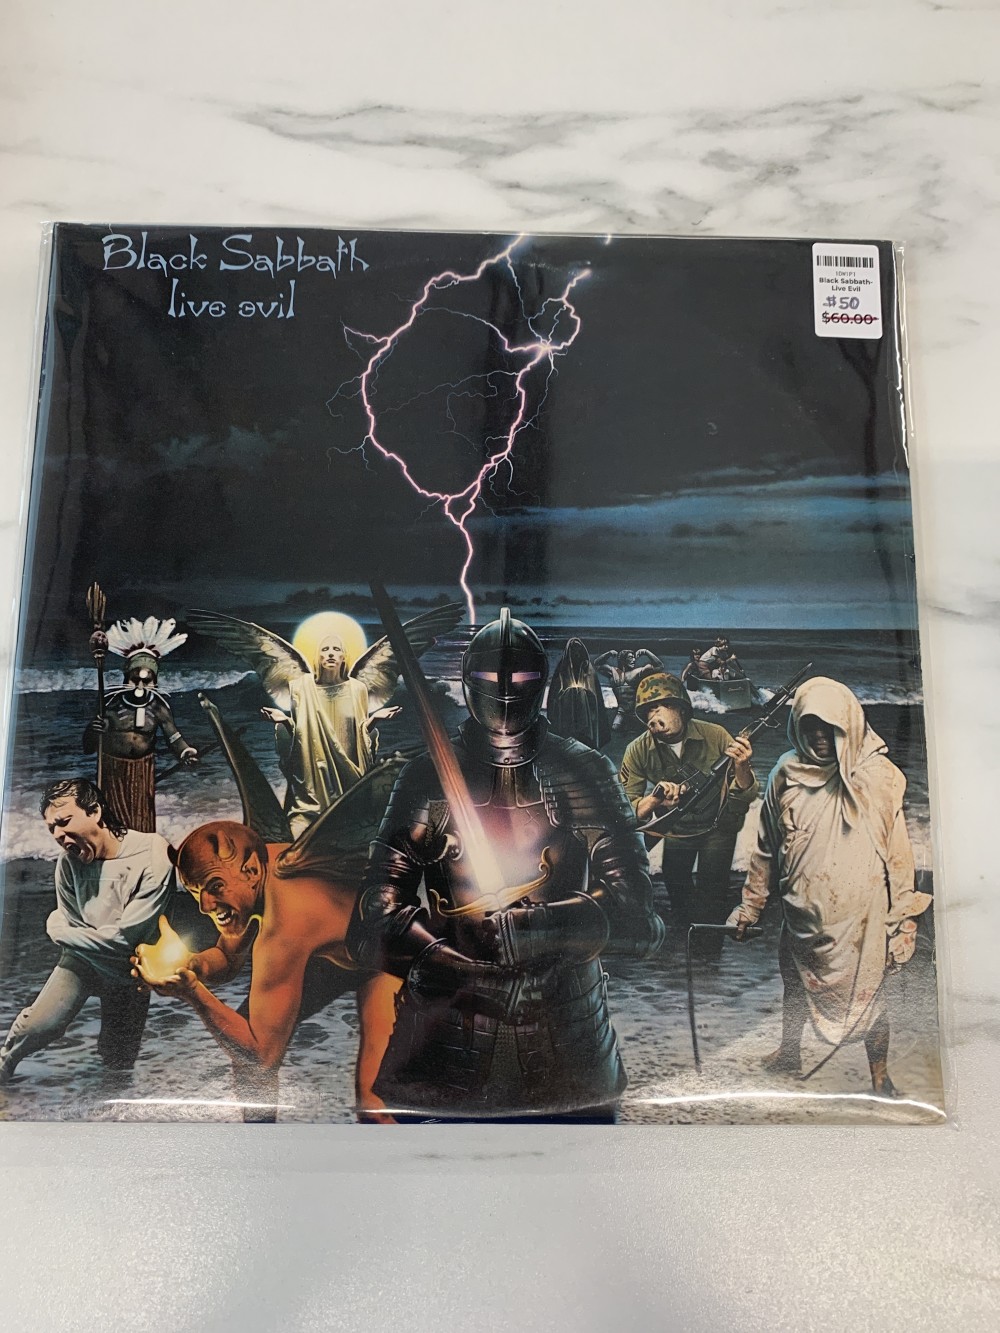 Black Sabbath
live evil
Black Sabbath-
Live Evil
$50
$60.00